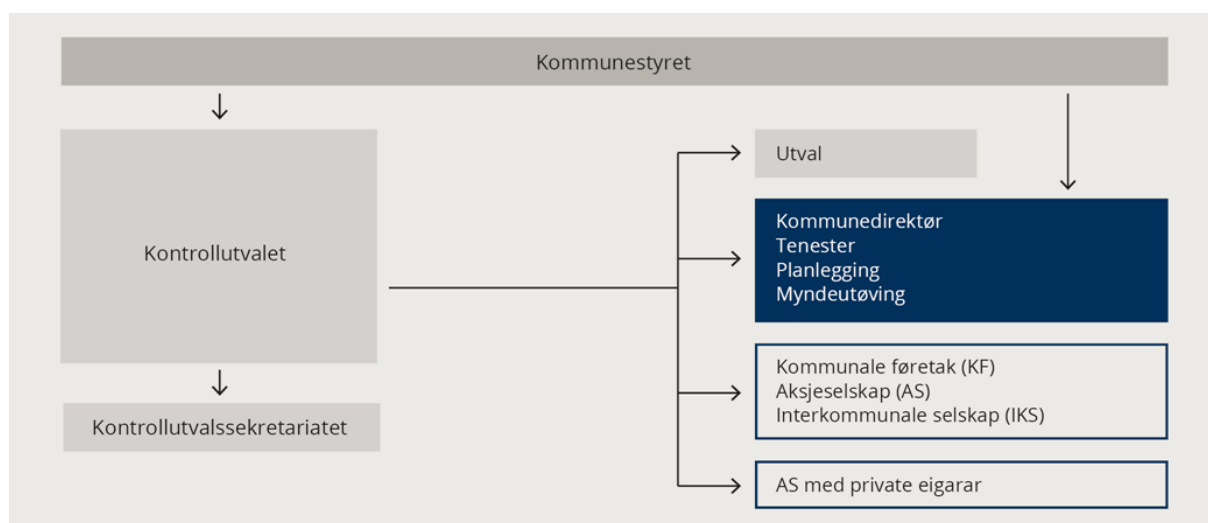 Kommunestyret
Kontrollutvalet
Kontrollutvalssekretariatet
Utval
Kommunedirektør
Tenester
Planlegging
Myndeutøving
Kommunale føretak (KF)
Aksjeselskap (AS)
Interkommunale selskap (IKS)
AS med private eigarar